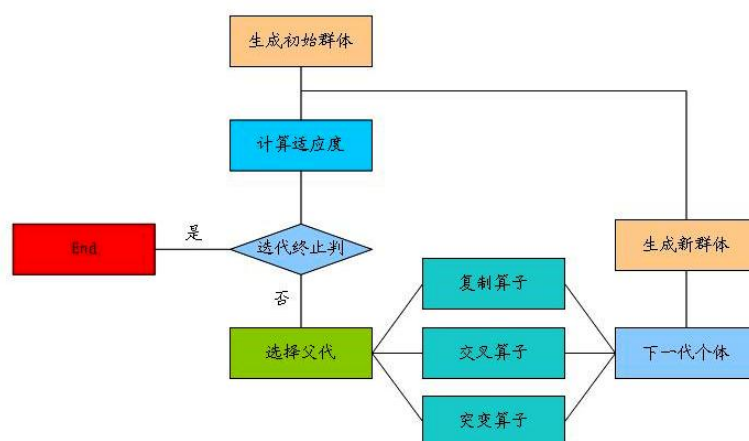 生成初始群体
计算适应度
是
End
迭代终止判
生成新群体
否
复制算子
选择父代
交叉算子
下一代个体
突变算子